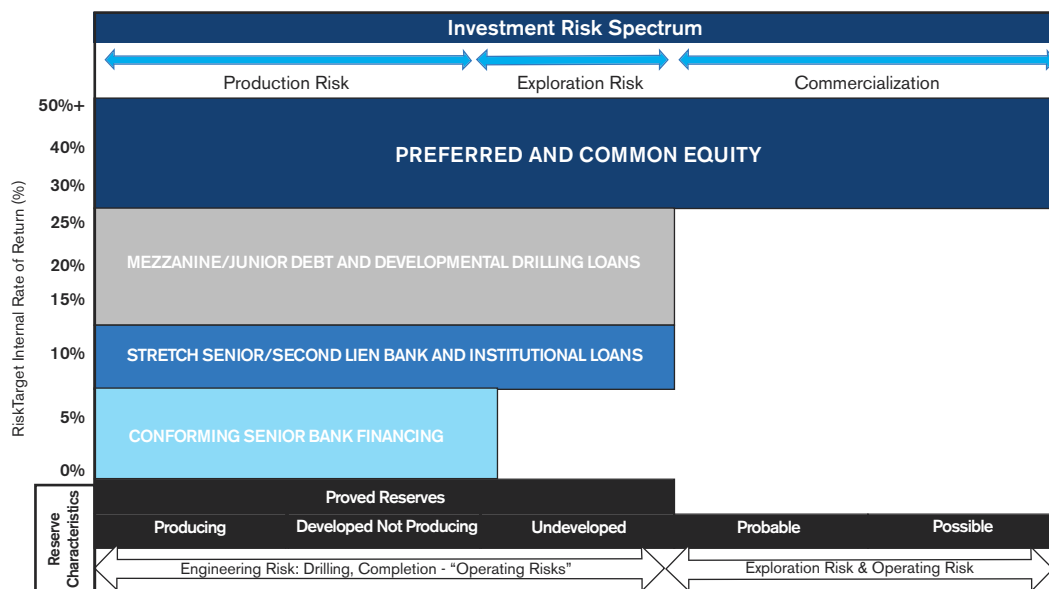 Investment Risk Spectrum
Production Risk
Exploration Risk
Commercialization
RiskTarget Internal Rate of Return (%)
50%+
40%
30%
25%
20%
15%
10%
5%
0%
PREFERRED AND COMMON EQUITY
MEZZANINE/JUNIOR DEBT AND DEVELOPMENTAL DRILLING LOANS
STRETCH SENIOR/SECOND LIEN BANK AND INSTITUTIONAL LOANS
CONFORMING SENIOR BANK FINANCING
Reserve
Characteristics
Proved Reserves
Producing
Developed Not Producing
Undeveloped
Probable
Possible
Engineering Risk: Drilling, Completion - “Operating Risks”
Exploration Risk & Operating Risk